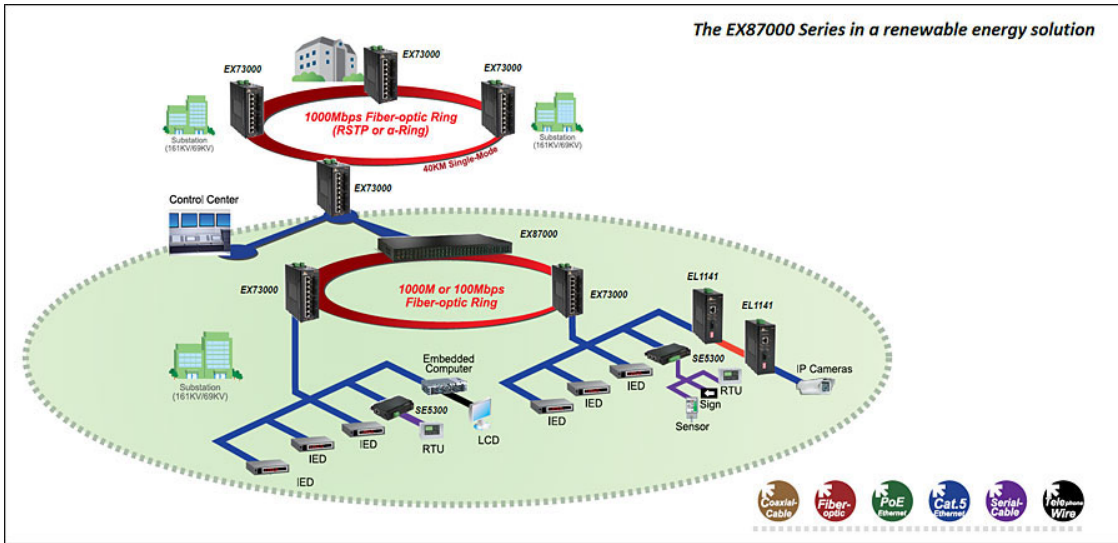 The EX87000 Series in a renewable energy solution
EX73000
EX73000
EX73000
1000Mbps Fiber-optic Ring
(RSTP or α-Ring)
Substation
(161KV/69KV)
Substation
(161KV/69KV)
40KM Single-Mode
EX73000
Control Center
EX87000
EX73000
1000M or 100Mbps
Fiber-optic Ring
EX73000
EL1141
EL1141
SE5300
IP Cameras
Embedded
Computer
IED
RTU
Sign
Substation
(161KV/69KV)
IED
IED
Sensor
SE5300
LCD
RTU
IED
IED
IED
Coaxial-
Cable
Fiber-
optic
PoE
Ethernet
Cat.5
Ethernet
Serial-
Cable
Telephone
Wire